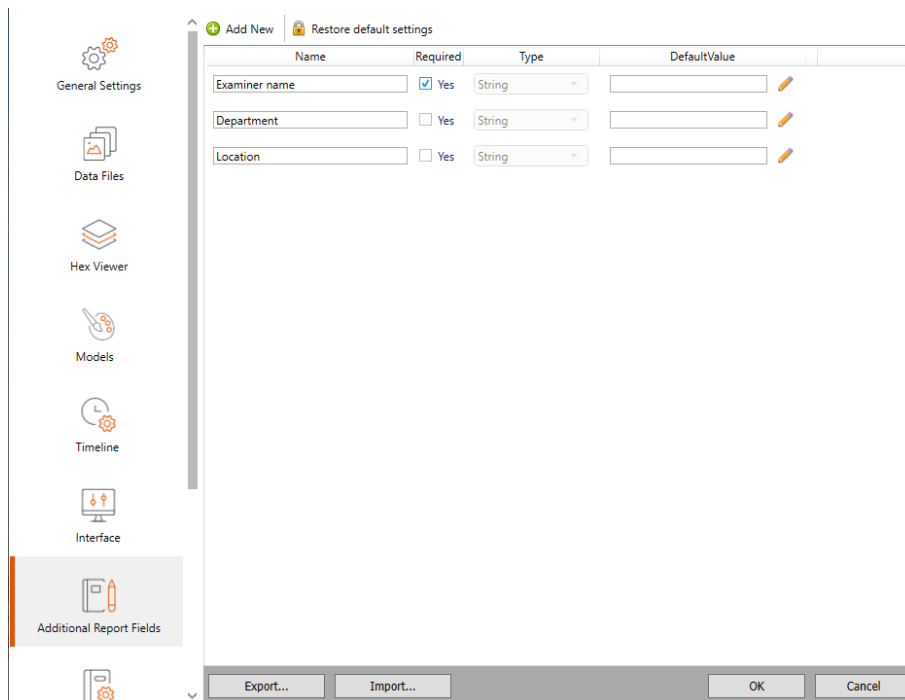 Add New
Restore default settings
Name Required Type DefaultValue
Examiner name Yes String
Department Yes String
Location Yes String
General Settings
Data Files
Hex Viewer
Models
Timeline
Interface
Additional Report Fields
Export... Import... OK Cancel